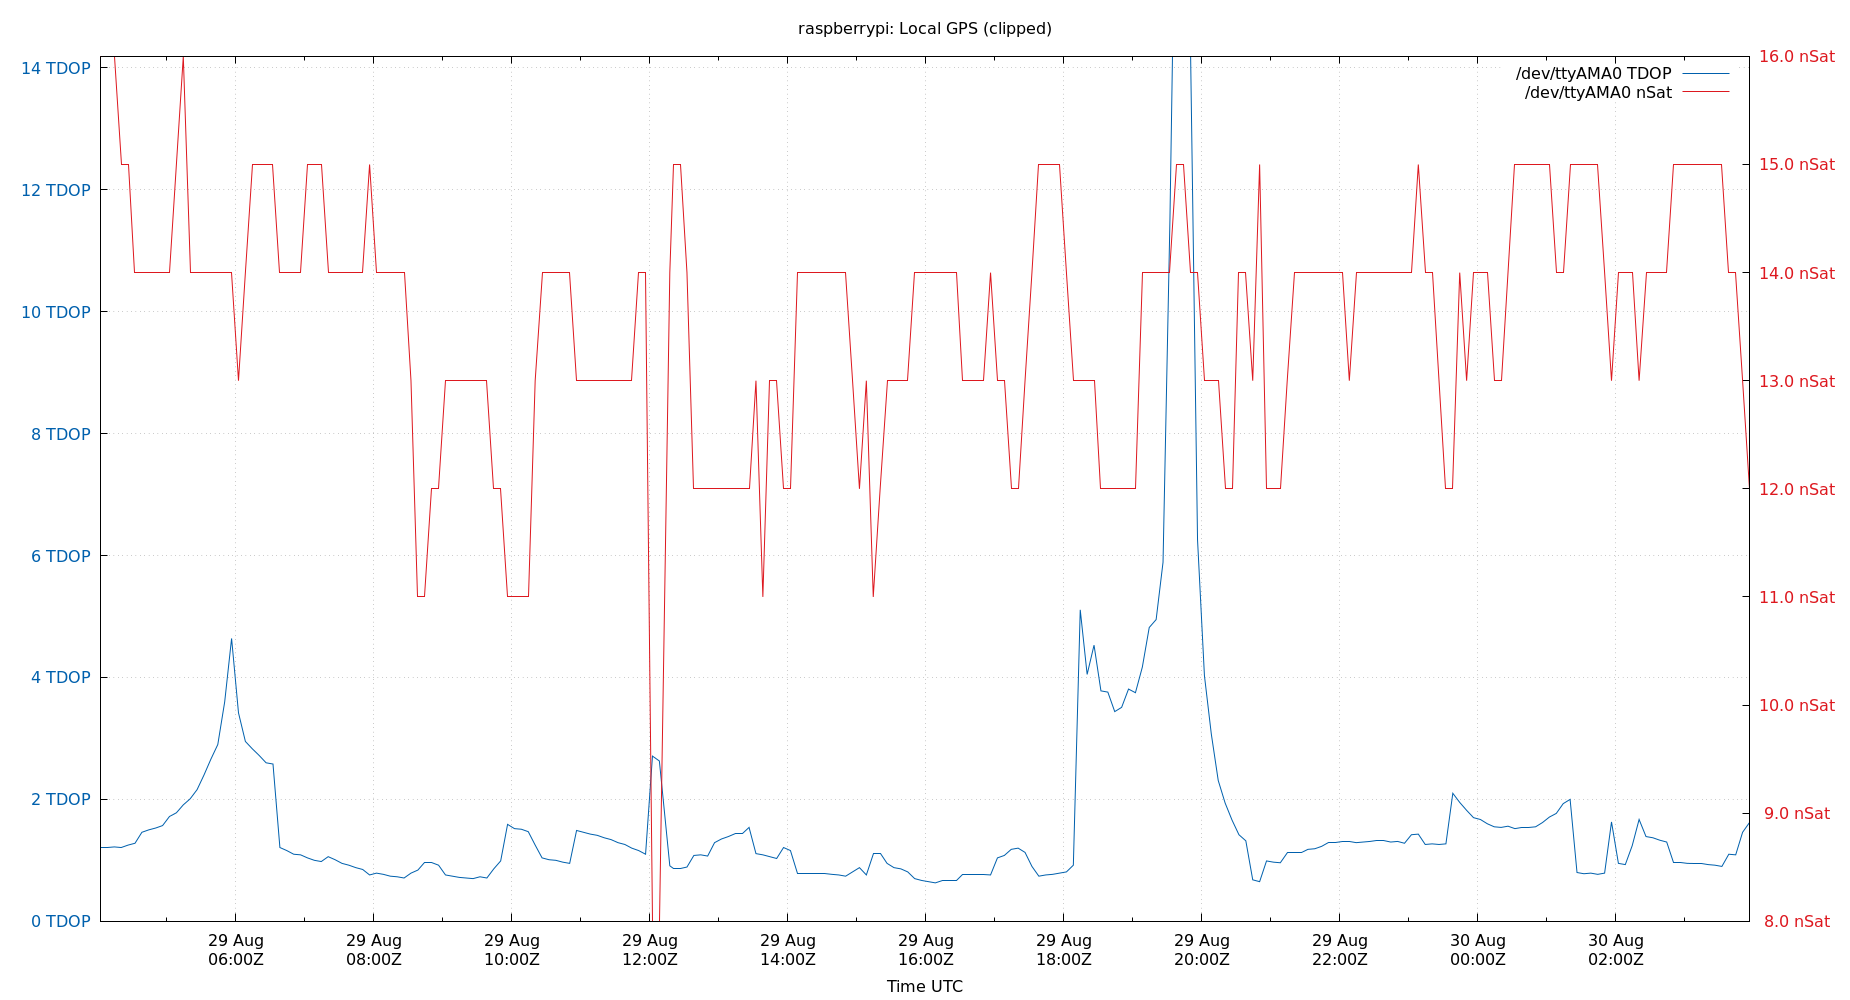 raspberrypi: Local GPS (clipped)
14 TDOP
12 TDOP
10 TDOP
8 TDOP
6 TDOP
4 TDOP
2 TDOP
0 TDOP
/dev/ttyAMA0 TDOP
/dev/ttyAMA0 nSat
16.0 nSat
15.0 nSat
14.0 nSat
13.0 nSat
12.0 nSat
11.0 nSat
10.0 nSat
9.0 nSat
8.0 nSat
29 Aug
06:00Z
29 Aug
08:00Z
29 Aug
10:00Z
29 Aug
12:00Z
29 Aug
14:00Z
29 Aug
16:00Z
29 Aug
18:00Z
29 Aug
20:00Z
29 Aug
22:00Z
30 Aug
00:00Z
30 Aug
02:00Z
Time UTC